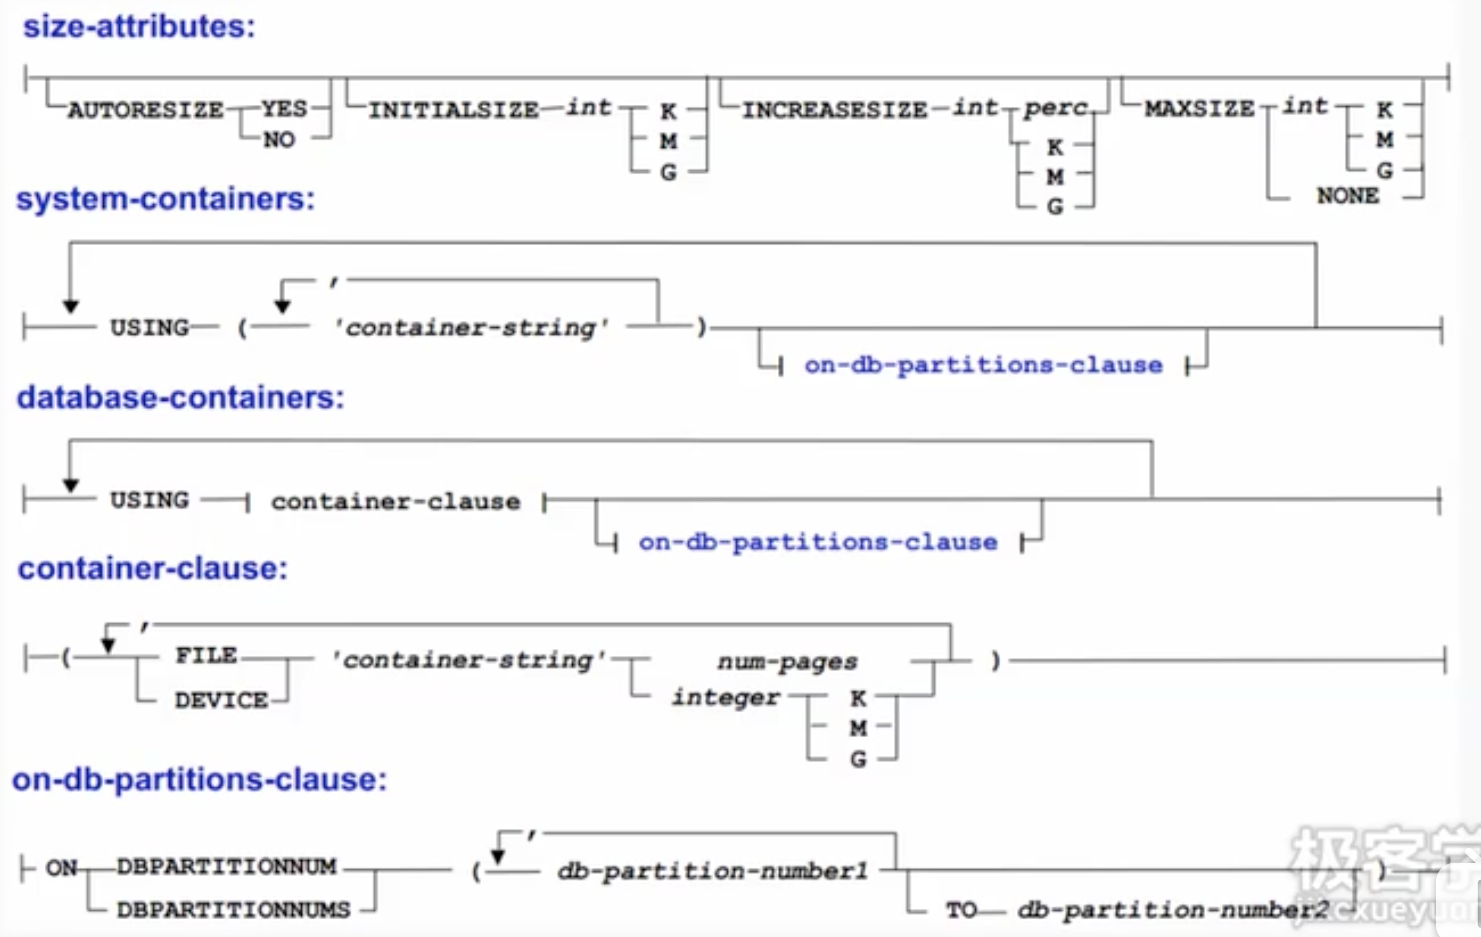 size-attributes:
AUTORESIZE YES INITIALSIZE int K INCREASESIZE int perc MAXSIZE int K
NO M K M
G M G
G NONE
system-containers:
,
USING ( 'container-string' )
on-db-partitions-clause
database-containers:
USING container-clause
on-db-partitions-clause
container-clause:
,
( FILE 'container-string' num-pages )
DEVICE integer K
M
G
on-db-partitions-clause:
,
ON DBPARTITIONNUM ( db-partition-number1 )
DBPARTITIONNUMS TO db-partition-number2
极客学